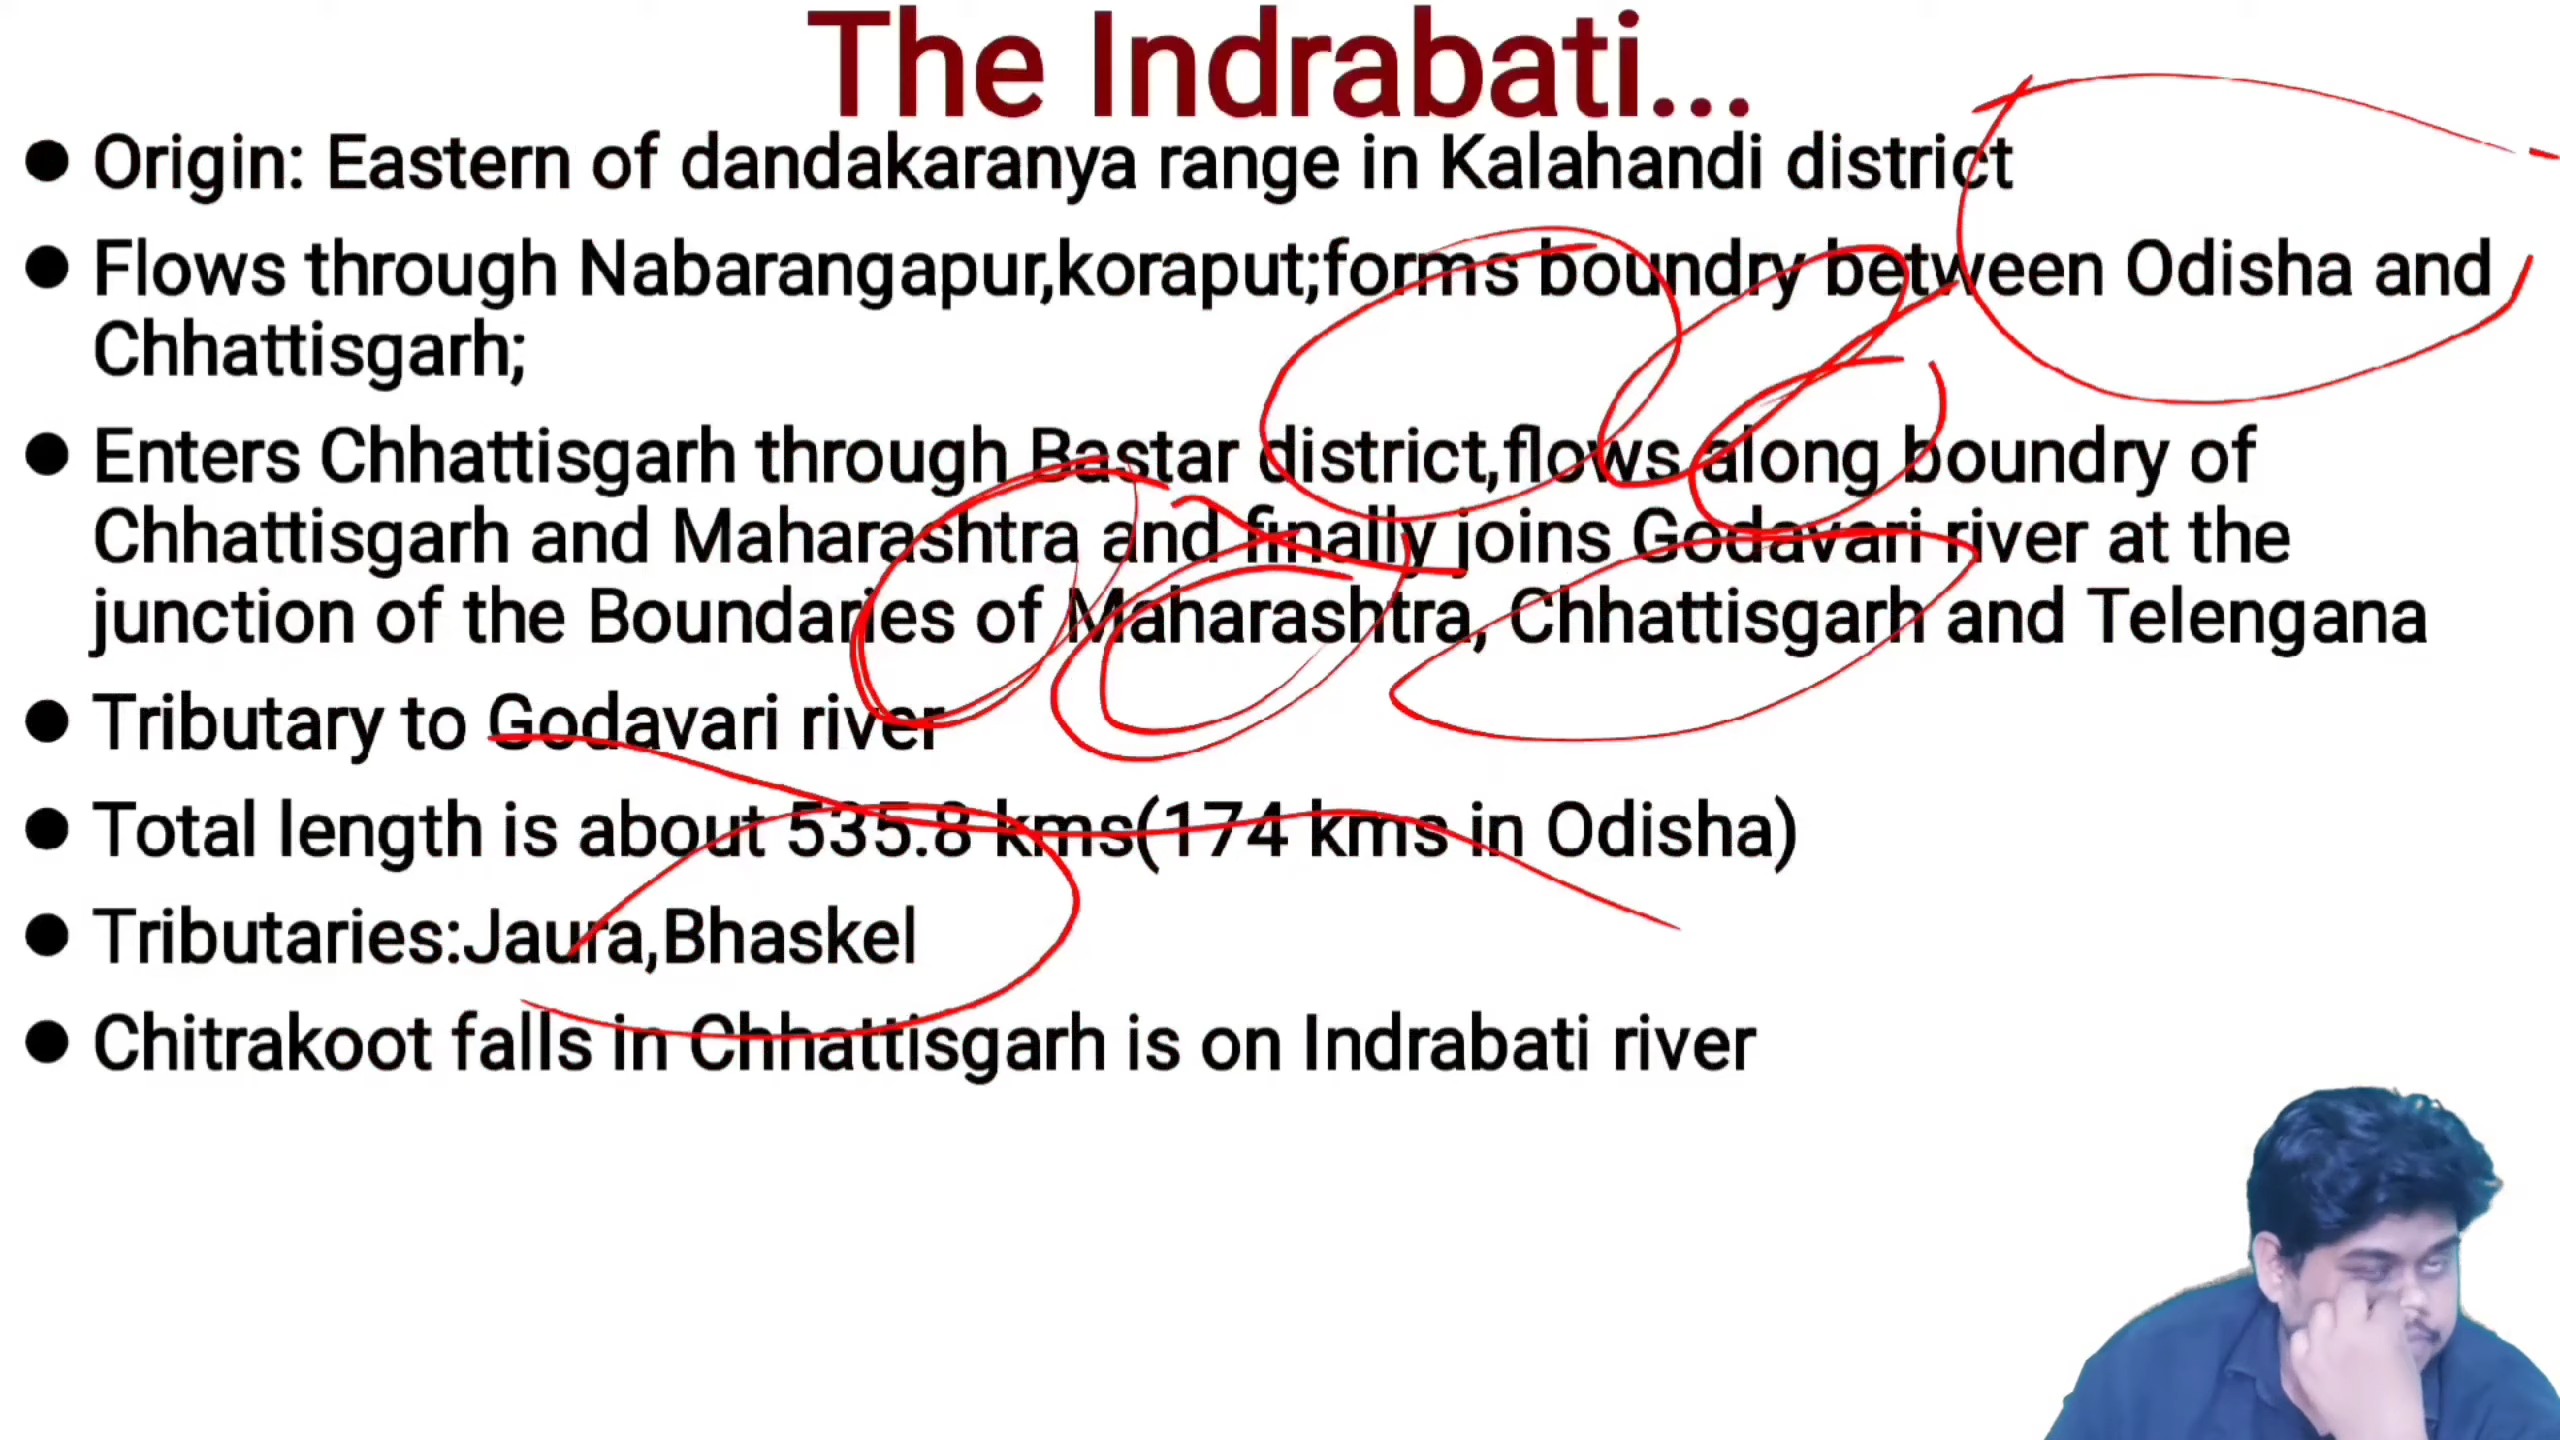 The Indrabati...
● Origin: Eastern of dandakaranya range in Kalahandi district
● Flows through Nabarangapur,koraput;forms boundry between Odisha and
Chhattisgarh;
● Enters Chhattisgarh through Bastar district,flows along boundry of
Chhattisgarh and Maharashtra and finally joins Godavari river at the
junction of the Boundaries of Maharashtra, Chhattisgarh and Telengana
● Tributary to Godavari river
● Total length is about 535.8 kms(174 kms in Odisha)
● Tributaries:Jaura,Bhaskel
● Chitrakoot falls in Chhattisgarh is on Indrabati river